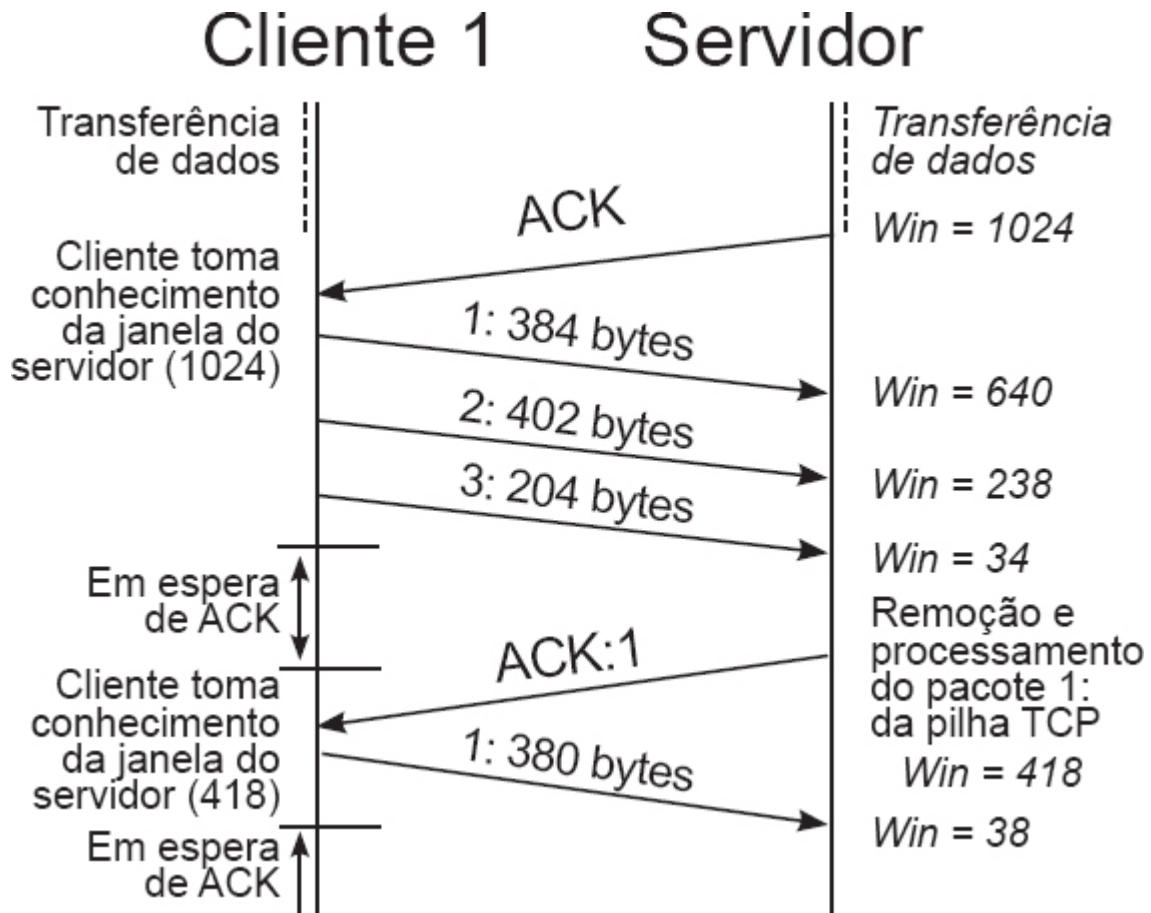 Cliente 1
Servidor
Transferência
de dados
Transferência
de dados
ACK
Win = 1024
Cliente toma
conhecimento
da janela do
servidor (1024)
1: 384 bytes
Win = 640
2: 402 bytes
Win = 238
3: 204 bytes
Win = 34
Em espera
de ACK
Remoção e
processamento
do pacote 1:
da pilha TCP
ACK:1
Cliente toma
conhecimento
da janela do
servidor (418)
Win = 418
1: 380 bytes
Win = 38
Em espera
de ACK